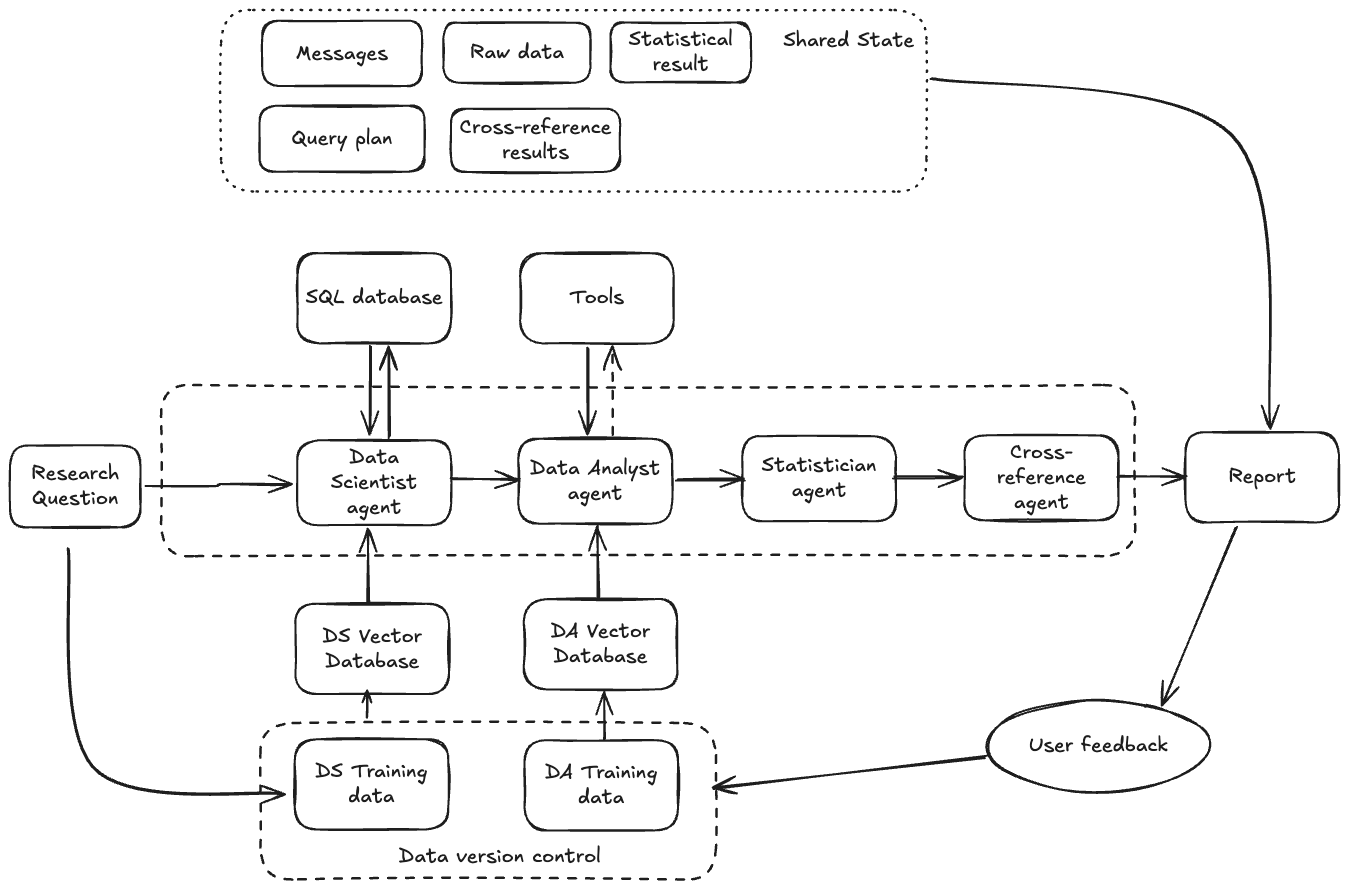 Messages
Raw data
Statistical
result
Shared State
Query plan
Cross-reference
results
SQL database
Tools
Research
Question
Data
Scientist
agent
Data Analyst
agent
Statistician
agent
Cross-
reference
agent
Report
DS Vector
Database
DA Vector
Database
User feedback
DS Training
data
DA Training
data
Data version control